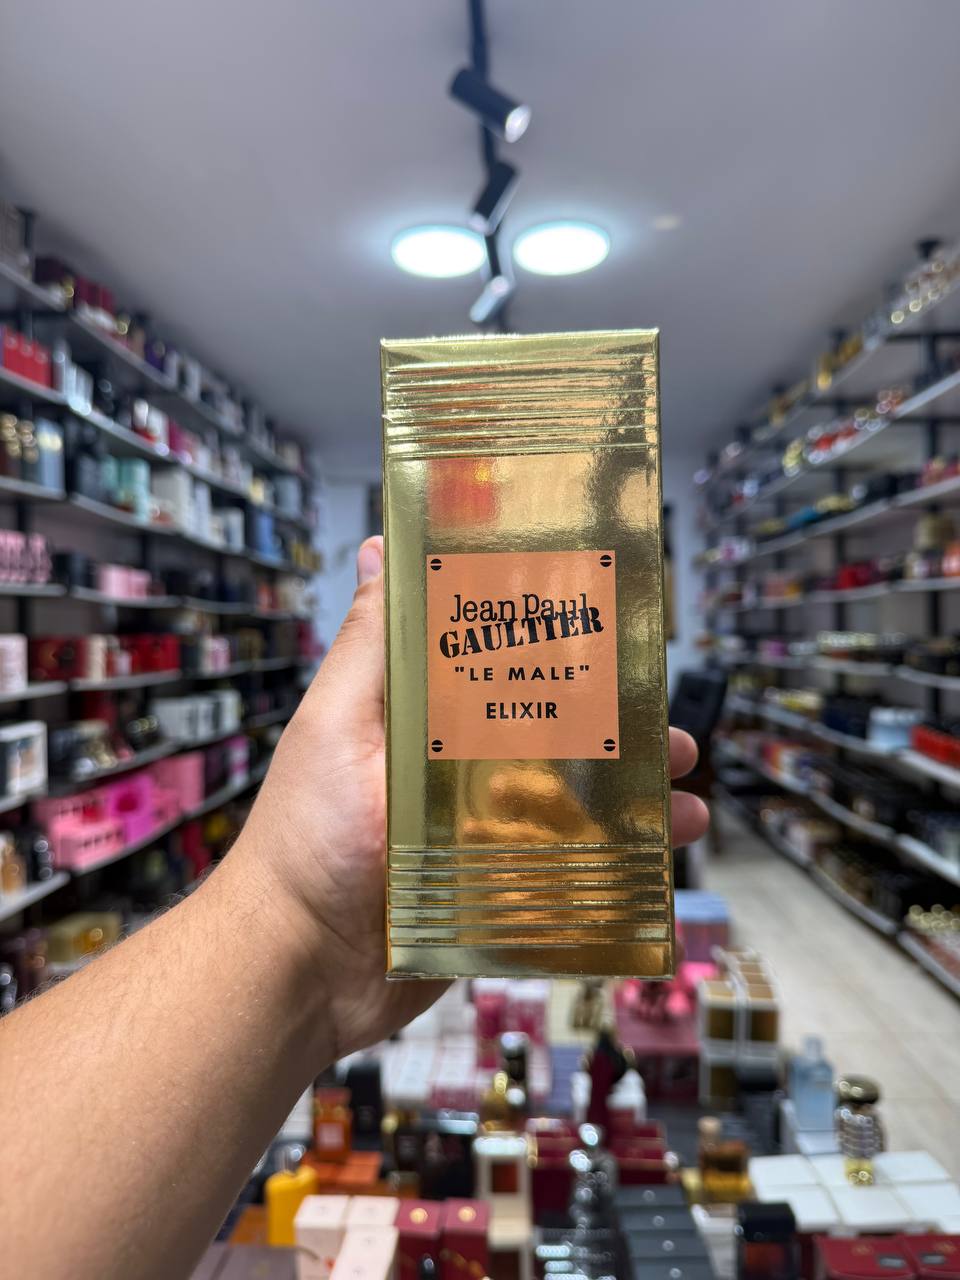 Jean Paul
GAULTIER
"LE MALE"
ELIXIR